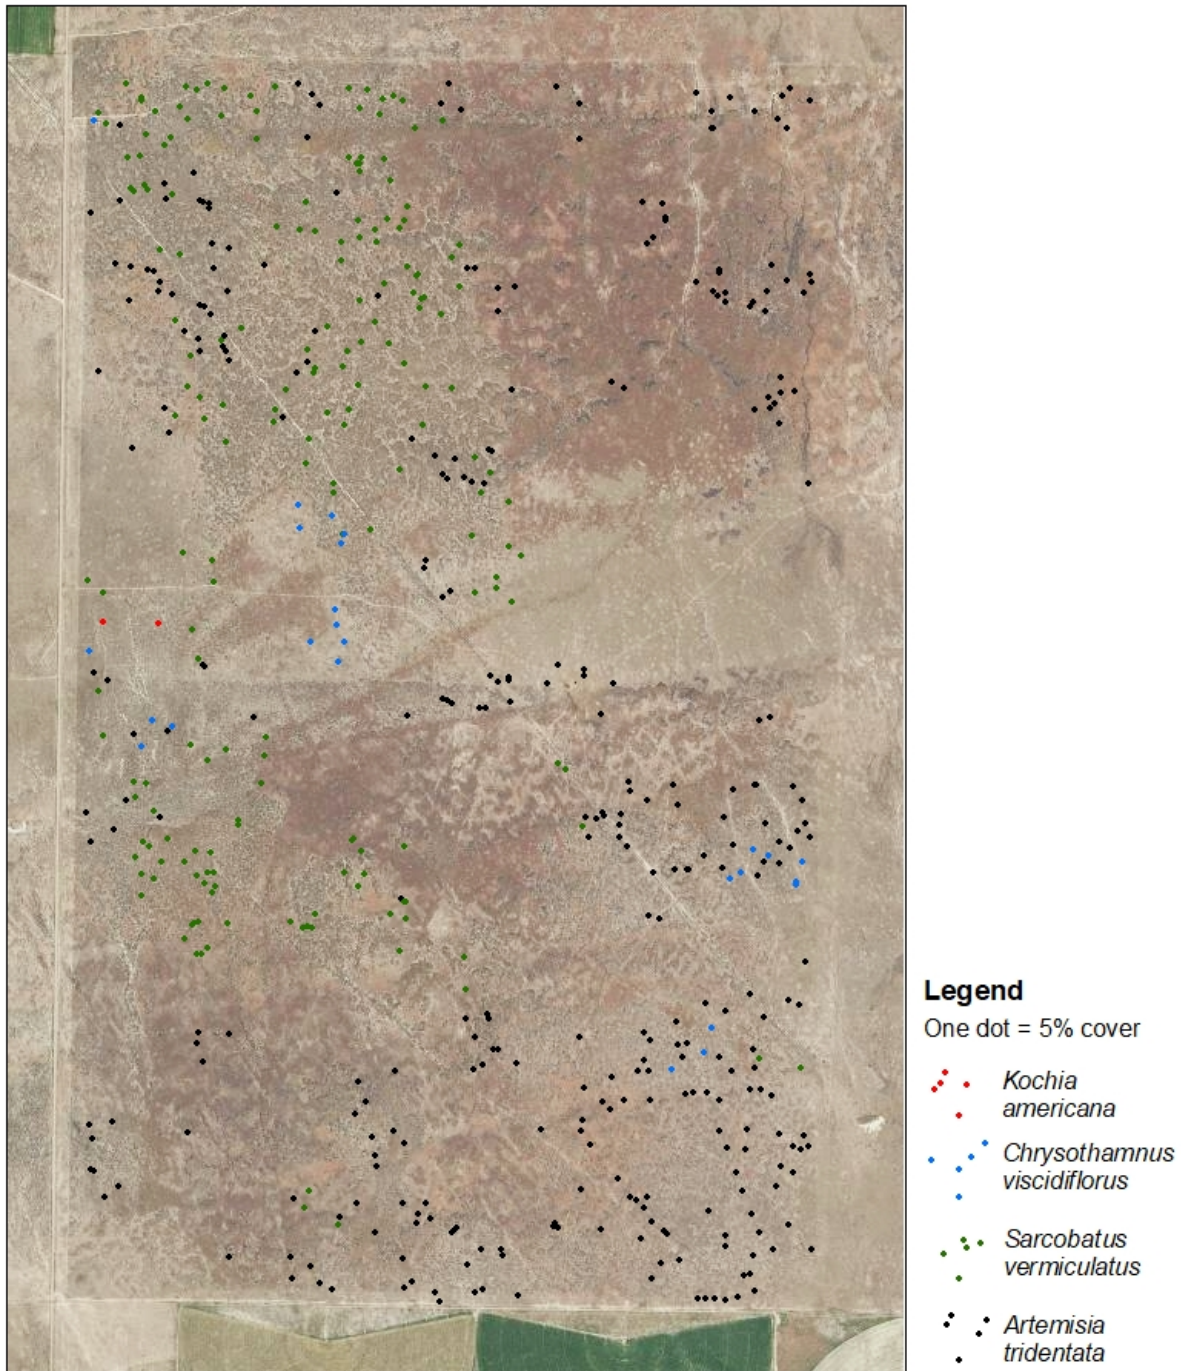 Legend
One dot = 5% cover
Kochia
americana
Chrysothamnus
viscidiflorus
Sarcobatus
vermiculatus
Artemisia
tridentata